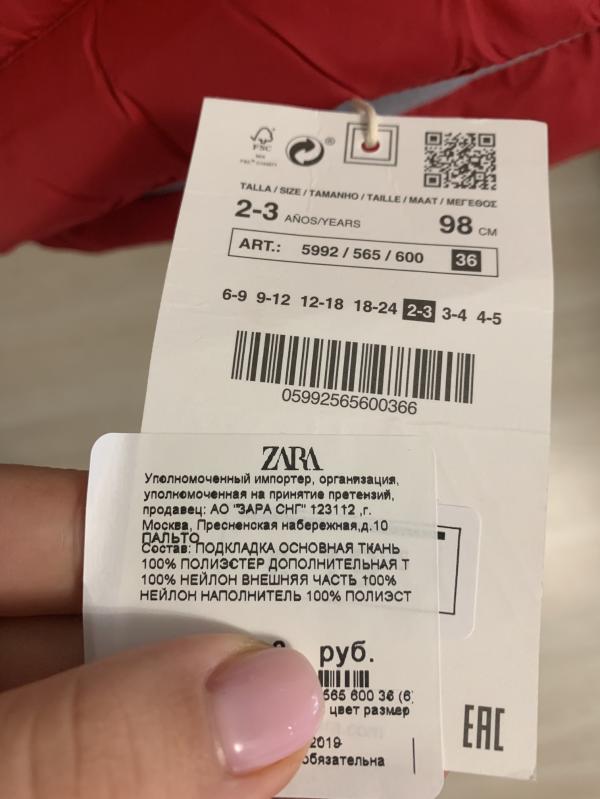 FSC
MIX
®
TALLA / SIZE / TAMANHO / TAILLE / MAAT / ΜΕΓΕΘΟΣ
2-3 AÑOS/YEARS 98 CM
ART.: 5992 / 565 / 600 36
6-9 9-12 12-18 18-24 2-3 3-4 4-5
05992565600366
ZARA
Уполномоченный импортер, организация,
уполномоченная на принятие претензий,
продавец: АО "ЗАРА СНГ" 123112 ,г.
Москва, Пресненская набережная,д.10
ПАЛЬТО
Состав: ПОДКЛАДКА ОСНОВНАЯ ТКАНЬ
100% ПОЛИЭСТЕР ДОПОЛНИТЕЛЬНАЯ Т
100% НЕЙЛОН ВНЕШНЯЯ ЧАСТЬ 100%
НЕЙЛОН НАПОЛНИТЕЛЬ 100% ПОЛИЭСТ
руб.
565 600 36 (6
цвет размер
2019
обязательна
EAC